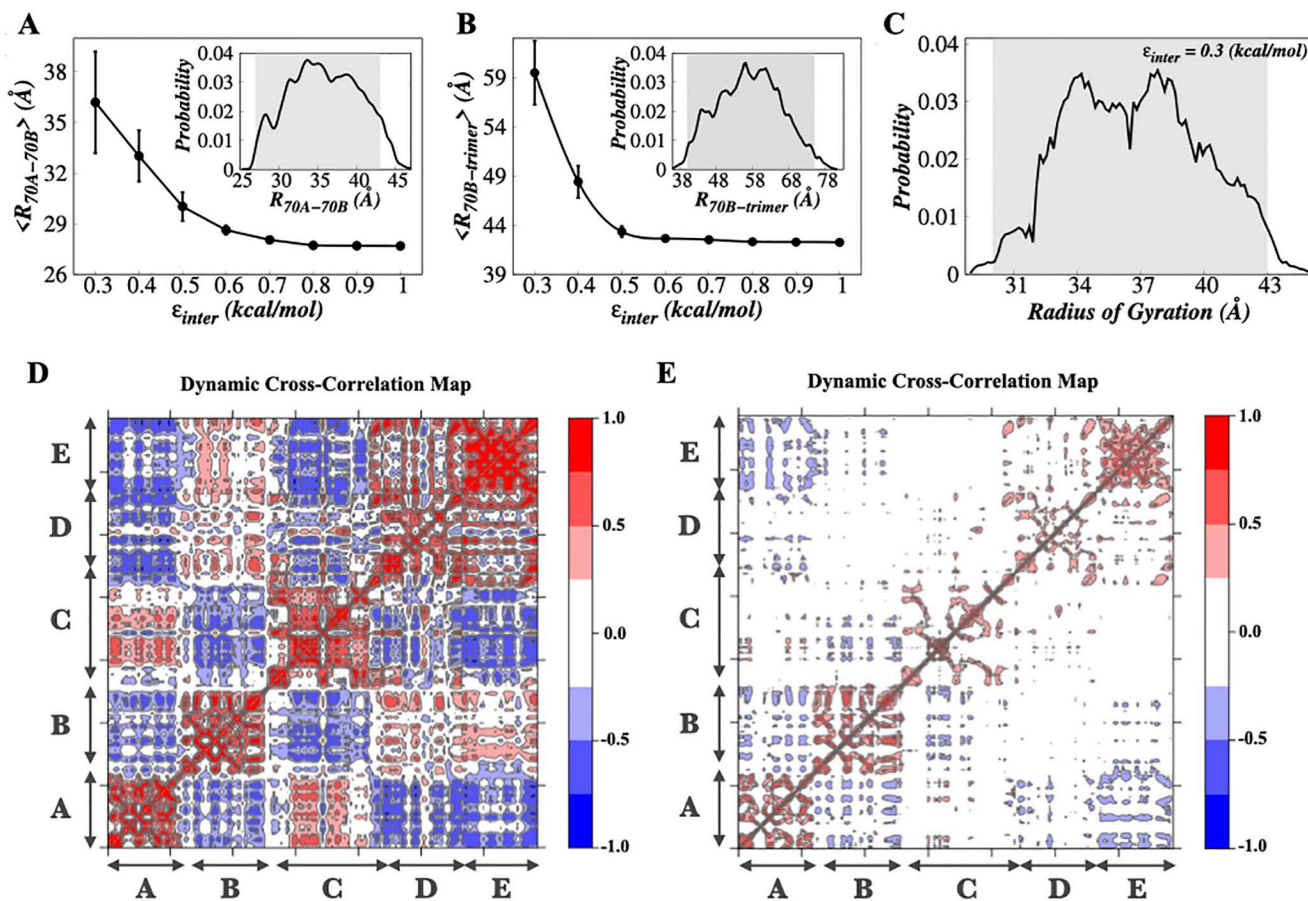 A
<R70A−70B> (Å)
38
34
30
26
0.3 0.4 0.5 0.6 0.7 0.8 0.9 1
εinter (kcal/mol)
Probability
0.04
0.03
0.02
0.01
0
25 30 35 40 45
R70A−70B (Å)
B
<R70B−trimer> (Å)
59
54
49
44
39
0.3 0.4 0.5 0.6 0.7 0.8 0.9 1
εinter (kcal/mol)
Probability
0.04
0.03
0.02
0.01
0
38 48 58 68 78
R70B−trimer (Å)
C
εinter = 0.3 (kcal/mol)
Probability
0.04
0.03
0.02
0.01
0
31 34 37 40 43
Radius of Gyration (Å)
D
Dynamic Cross-Correlation Map
E
D
C
B
A
A B C D E
1.0
0.5
0.0
-0.5
-1.0
E
Dynamic Cross-Correlation Map
E
D
C
B
A
A B C D E
1.0
0.5
0.0
-0.5
-1.0